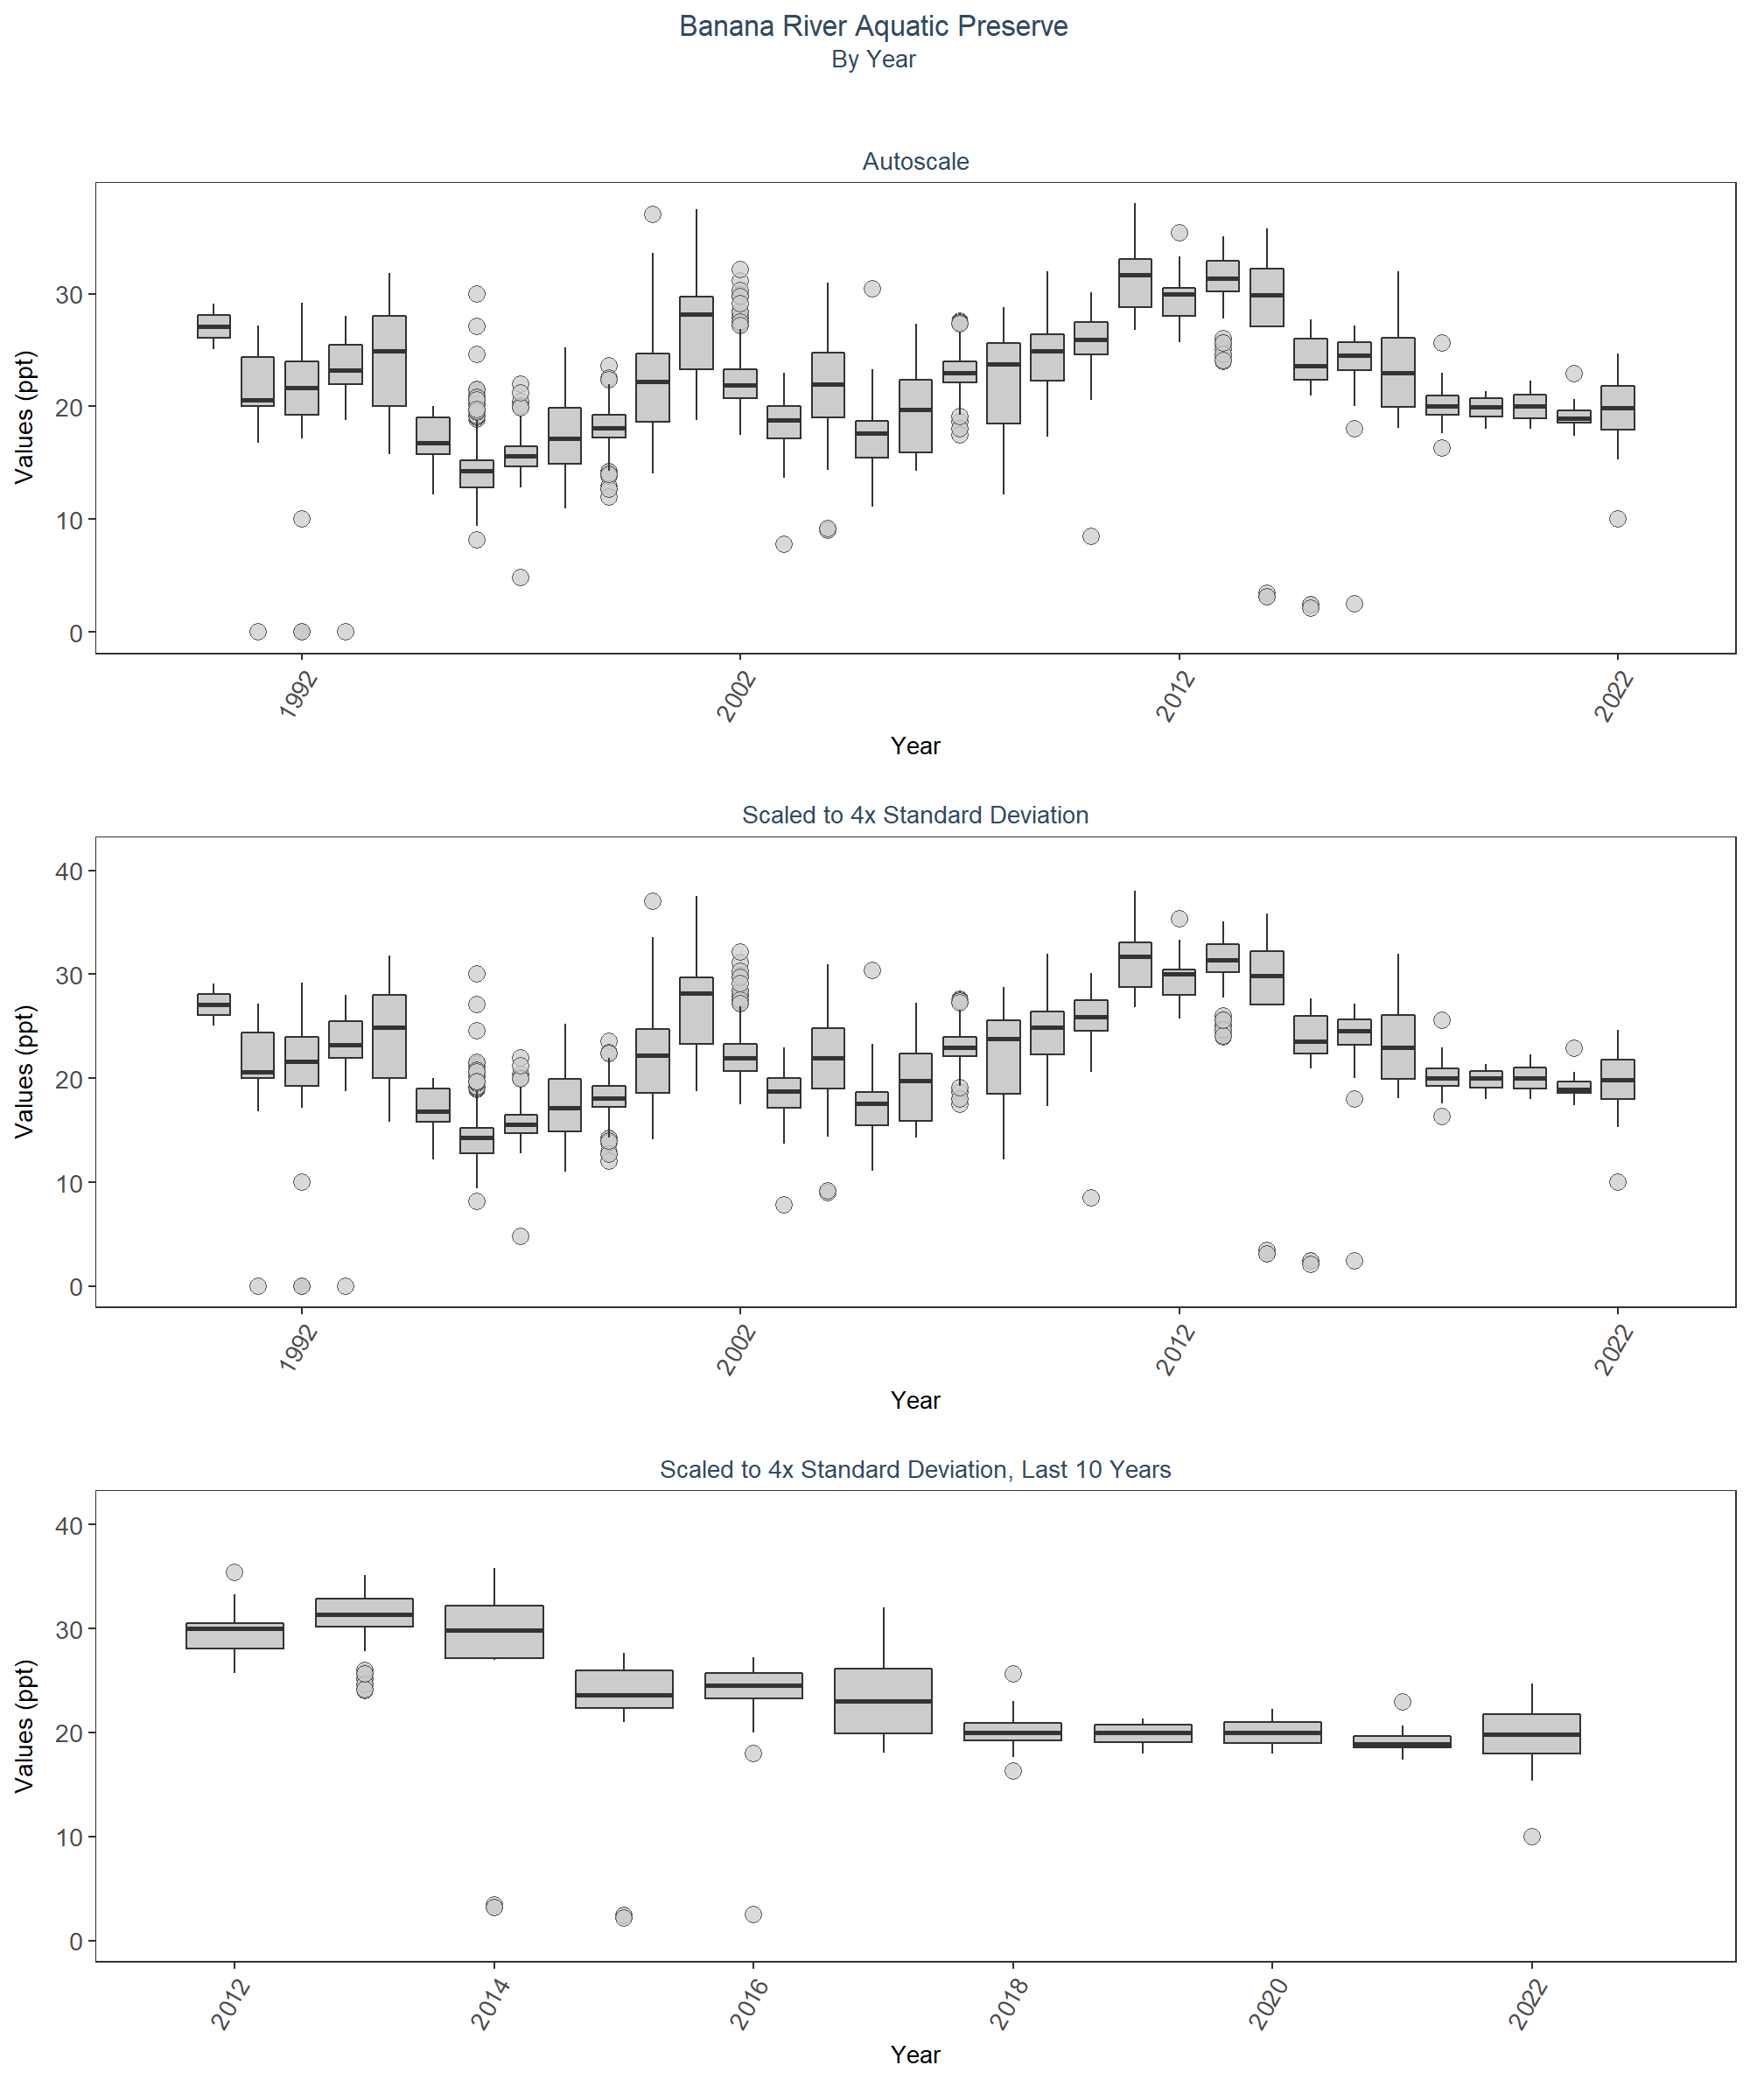 Banana River Aquatic Preserve
By Year
Autoscale
Values (ppt)
30
20
10
0
1992 2002 2012 2022
Year
Scaled to 4x Standard Deviation
Values (ppt)
40
30
20
10
0
1992 2002 2012 2022
Year
Scaled to 4x Standard Deviation, Last 10 Years
Values (ppt)
40
30
20
10
0
2012 2014 2016 2018 2020 2022
Year